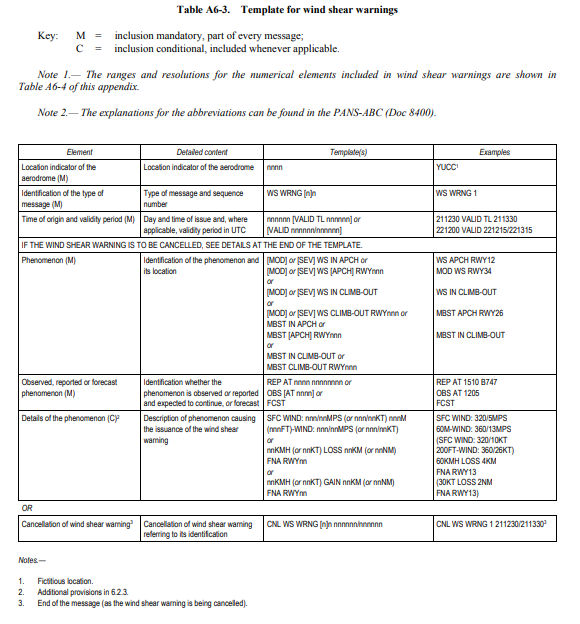 Table A6-3. Template for wind shear warnings
Key: M = inclusion mandatory, part of every message;
C = inclusion conditional, included whenever applicable.
Note 1.— The ranges and resolutions for the numerical elements included in wind shear warnings are shown in
Table A6-4 of this appendix.
Note 2.— The explanations for the abbreviations can be found in the PANS-ABC (Doc 8400).
Element Detailed content Template(s) Examples
Location indicator of the
aerodrome (M)
Location indicator of the aerodrome
nnnn
YUCC¹
Identification of the type of
message (M)
Type of message and sequence
number
WS WRNG [n]n
WS WRNG 1
Time of origin and validity period (M)
Day and time of issue and, where
applicable, validity period in UTC
nnnnnn [VALID TL nnnnnn] or
[VALID nnnnnn/nnnnnn]
211230 VALID TL 211330
221200 VALID 221215/221315
IF THE WIND SHEAR WARNING IS TO BE CANCELLED, SEE DETAILS AT THE END OF THE TEMPLATE.
Phenomenon (M)
Identification of the phenomenon and
its location
[MOD] or [SEV] WS IN APCH or
[MOD] or [SEV] WS [APCH] RWYnnn
or
[MOD] or [SEV] WS IN CLIMB-OUT
or
[MOD] or [SEV] WS CLIMB-OUT RWYnnn or
MBST IN APCH or
MBST [APCH] RWYnnn
or
MBST IN CLIMB-OUT or
MBST CLIMB-OUT RWYnnn
WS APCH RWY12
MOD WS RWY34
WS IN CLIMB-OUT
MBST APCH RWY26
MBST IN CLIMB-OUT
Observed, reported or forecast
phenomenon (M)
Identification whether the
phenomenon is observed or reported
and expected to continue, or forecast
REP AT nnnn nnnnnnnn or
OBS [AT nnnn] or
FCST
REP AT 1510 B747
OBS AT 1205
FCST
Details of the phenomenon (C)²
Description of phenomenon causing
the issuance of the wind shear
warning
SFC WIND: nnn/nnMPS (or nnn/nnKT) nnnM
(nnnFT)-WIND: nnn/nnMPS (or nnn/nnKT)
or
nnKMH (or nnKT) LOSS nnKM (or nnNM)
FNA RWYnn
or
nnKMH (or nnKT) GAIN nnKM (or nnNM)
FNA RWYnn
SFC WIND: 320/5MPS
60M-WIND: 360/13MPS
(SFC WIND: 320/10KT
200FT-WIND: 360/26KT)
60KMH LOSS 4KM
FNA RWY13
(30KT LOSS 2NM
FNA RWY13)
OR
Cancellation of wind shear warning³
Cancellation of wind shear warning
referring to its identification
CNL WS WRNG [n]n nnnnnn/nnnnnn
CNL WS WRNG 1 211230/211330³
Notes.—
1. Fictitious location.
2. Additional provisions in 6.2.3.
3. End of the message (as the wind shear warning is being cancelled).